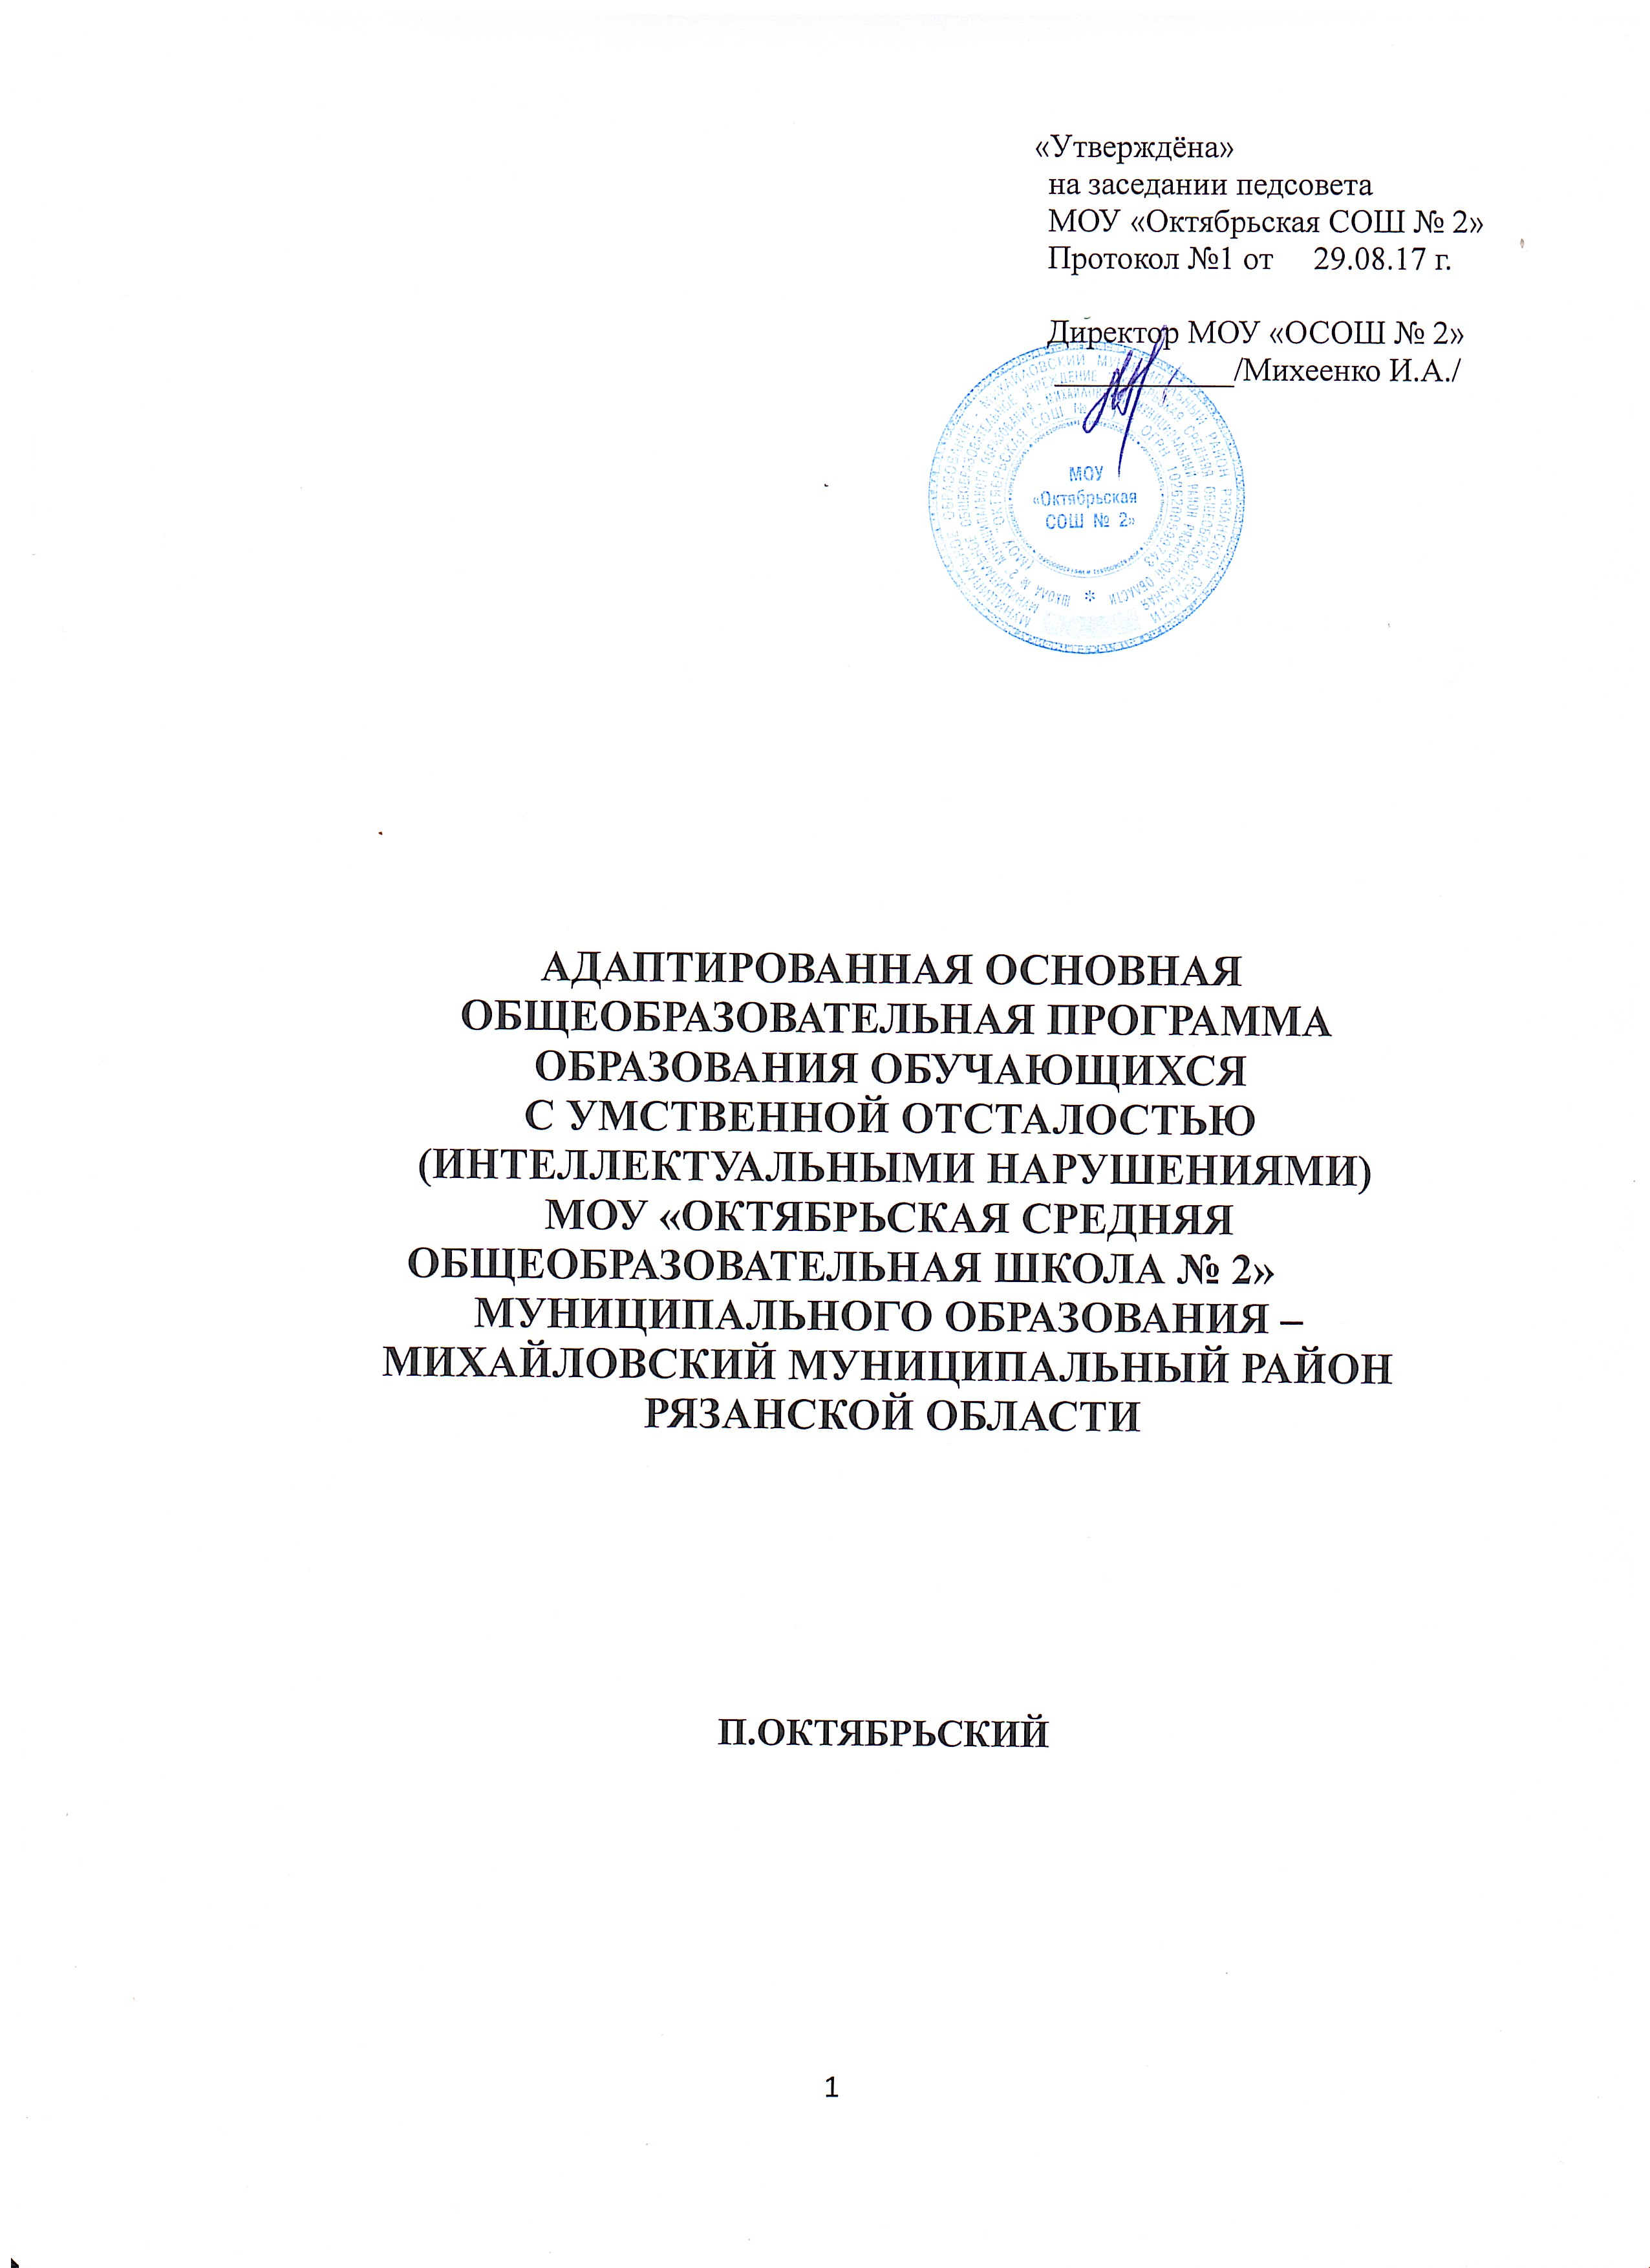 «Утверждёна»
на заседании педсовета
МОУ «Октябрьская СОШ № 2»
Протокол №1 от 29.08.17 г.
Директор МОУ «ОСОШ № 2»
/Михеенко И.А./
МОУ
«Октябрьская
СОШ № 2»
АДАПТИРОВАННАЯ ОСНОВНАЯ
ОБЩЕОБРАЗОВАТЕЛЬНАЯ ПРОГРАММА
ОБРАЗОВАНИЯ ОБУЧАЮЩИХСЯ
С УМСТВЕННОЙ ОТСТАЛОСТЬЮ
(ИНТЕЛЛЕКТУАЛЬНЫМИ НАРУШЕНИЯМИ)
МОУ «ОКТЯБРЬСКАЯ СРЕДНЯЯ
ОБЩЕОБРАЗОВАТЕЛЬНАЯ ШКОЛА № 2»
МУНИЦИПАЛЬНОГО ОБРАЗОВАНИЯ –
МИХАЙЛОВСКИЙ МУНИЦИПАЛЬНЫЙ РАЙОН
РЯЗАНСКОЙ ОБЛАСТИ
П.ОКТЯБРЬСКИЙ
1